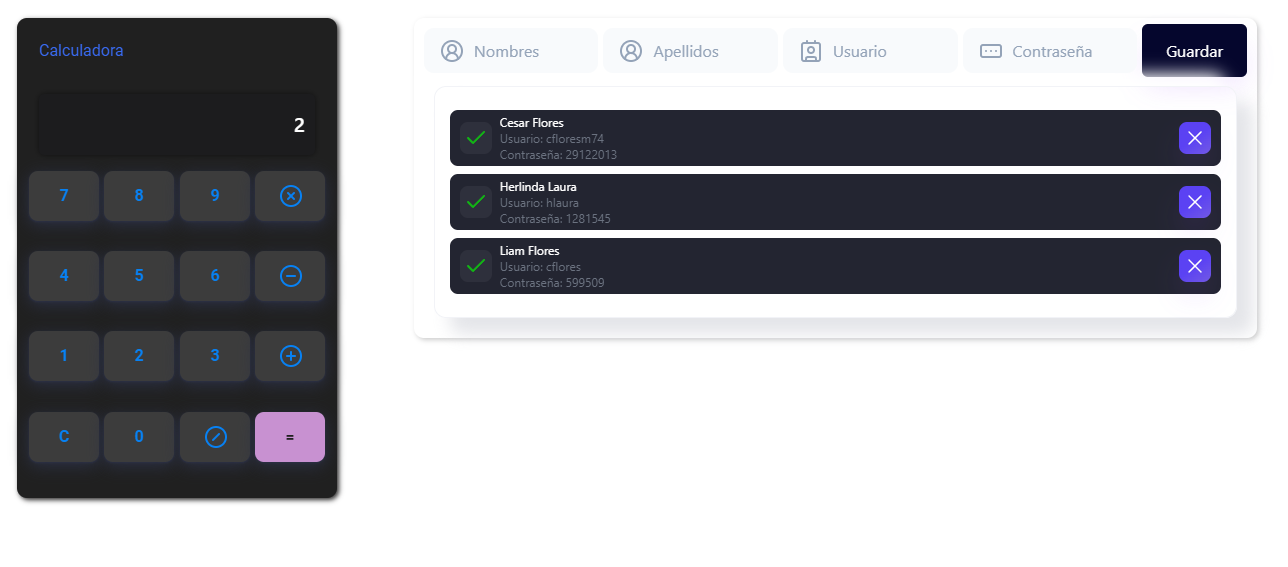 Calculadora
2
7 8 9
4 5 6
1 2 3
C 0 =
Nombres Apellidos Usuario Contraseña Guardar
Cesar Flores
Usuario: cfloresm74
Contraseña: 29122013
Herlinda Laura
Usuario: hlaura
Contraseña: 1281545
Liam Flores
Usuario: cflores
Contraseña: 599509